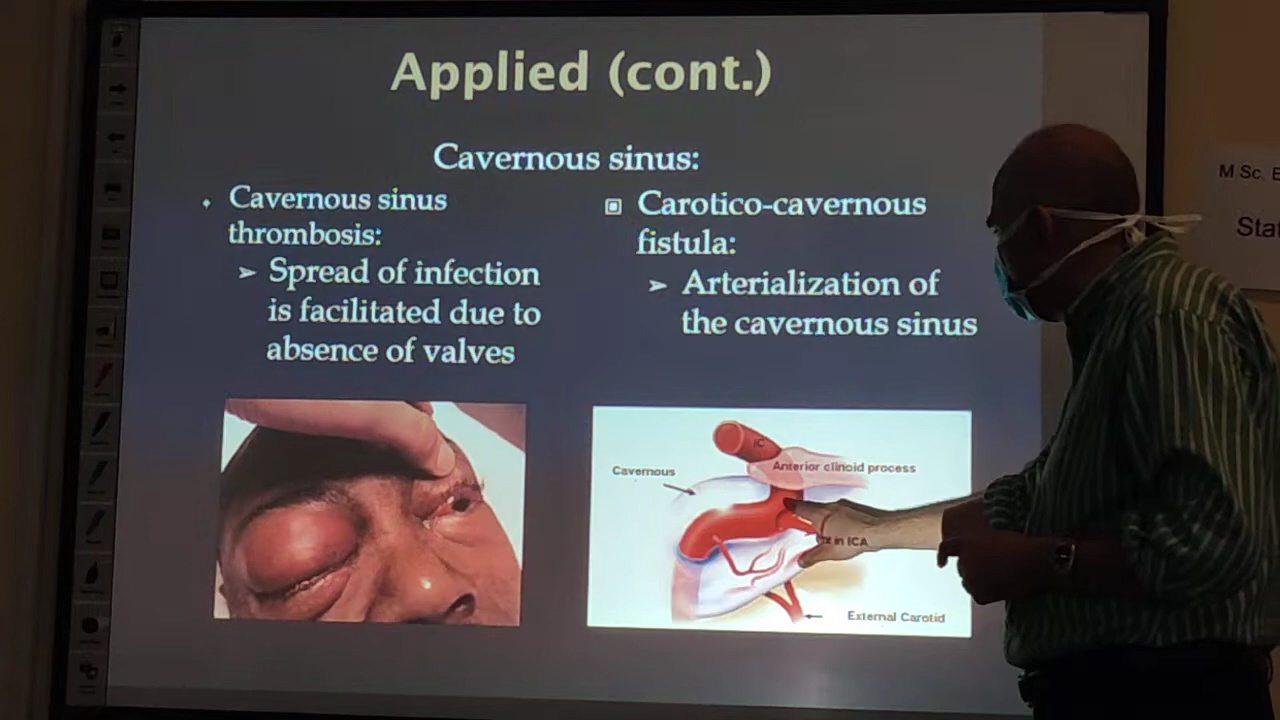 Applied (cont.)
Cavernous sinus:
Cavernous sinus
thrombosis:
➢ Spread of infection
is facilitated due to
absence of valves
Carotico-cavernous
fistula:
➢ Arterialization of
the cavernous sinus
IC
Cavernous
Anterior clinoid process
in ICA
External Carotid
M Sc.